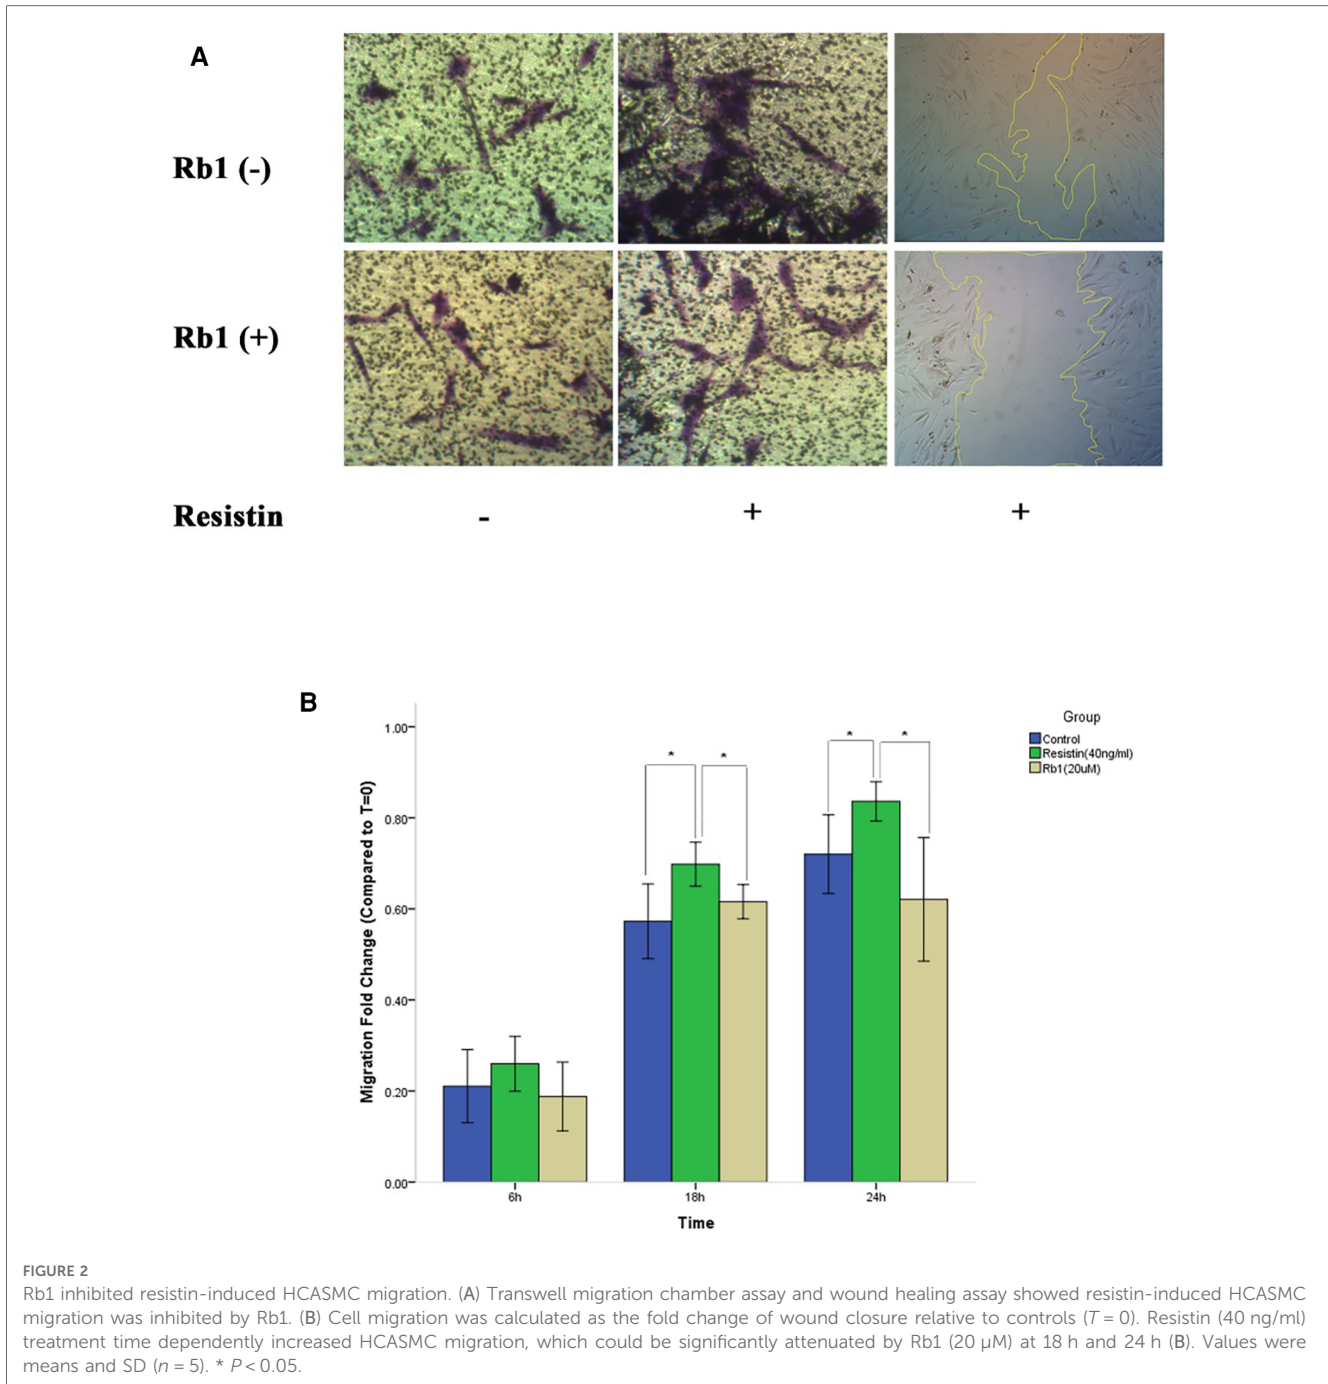 A
Rb1 (-)
Rb1 (+)
Resistin
-
+
+
B
Migration Fold Change (Compared to T=0)
1.00
0.80
0.60
0.40
0.20
0.00
*
*
*
*
6h
18h
24h
Time
Group
Control
Resistin(40ng/ml)
Rb1(20uM)
FIGURE 2
Rb1 inhibited resistin-induced HCASMC migration. (A) Transwell migration chamber assay and wound healing assay showed resistin-induced HCASMC
migration was inhibited by Rb1. (B) Cell migration was calculated as the fold change of wound closure relative to controls (T = 0). Resistin (40 ng/ml)
treatment time dependently increased HCASMC migration, which could be significantly attenuated by Rb1 (20 µM) at 18 h and 24 h (B). Values were
means and SD (n = 5). * P < 0.05.